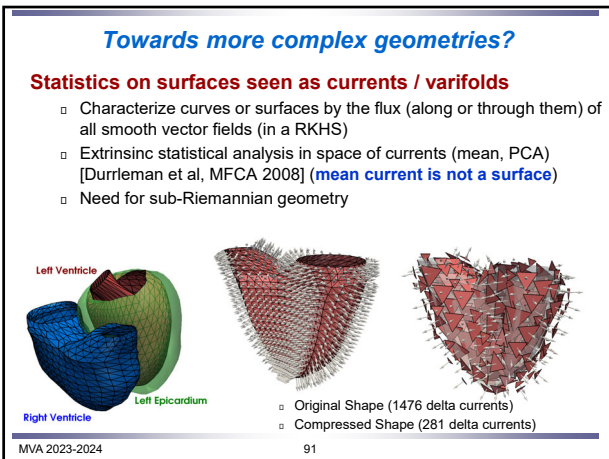 Towards more complex geometries?
Statistics on surfaces seen as currents / varifolds
▫ Characterize curves or surfaces by the flux (along or through them) of
all smooth vector fields (in a RKHS)
▫ Extrinsinc statistical analysis in space of currents (mean, PCA)
[Durrleman et al, MFCA 2008] (mean current is not a surface)
▫ Need for sub-Riemannian geometry
Left Ventricle
Left Epicardium
Right Ventricle
▫ Original Shape (1476 delta currents)
▫ Compressed Shape (281 delta currents)
MVA 2023-2024
91